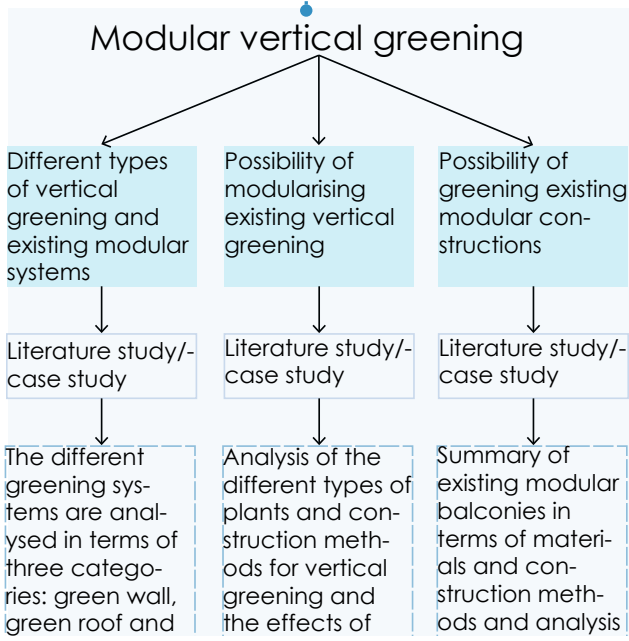 Modular vertical greening
Different types
of vertical
greening and
existing modular
systems
Possibility of
modularising
existing vertical
greening
Possibility of
greening existing
modular con-
structions
Literature study/-
case study
Literature study/-
case study
Literature study/-
case study
The different
greening sys-
tems are anal-
ysed in terms of
three catego-
ries: green wall,
green roof and
Analysis of the
different types of
plants and con-
struction meth-
ods for vertical
greening and
the effects of
Summary of
existing modular
balconies in
terms of materi-
als and con-
struction meth-
ods and analysis